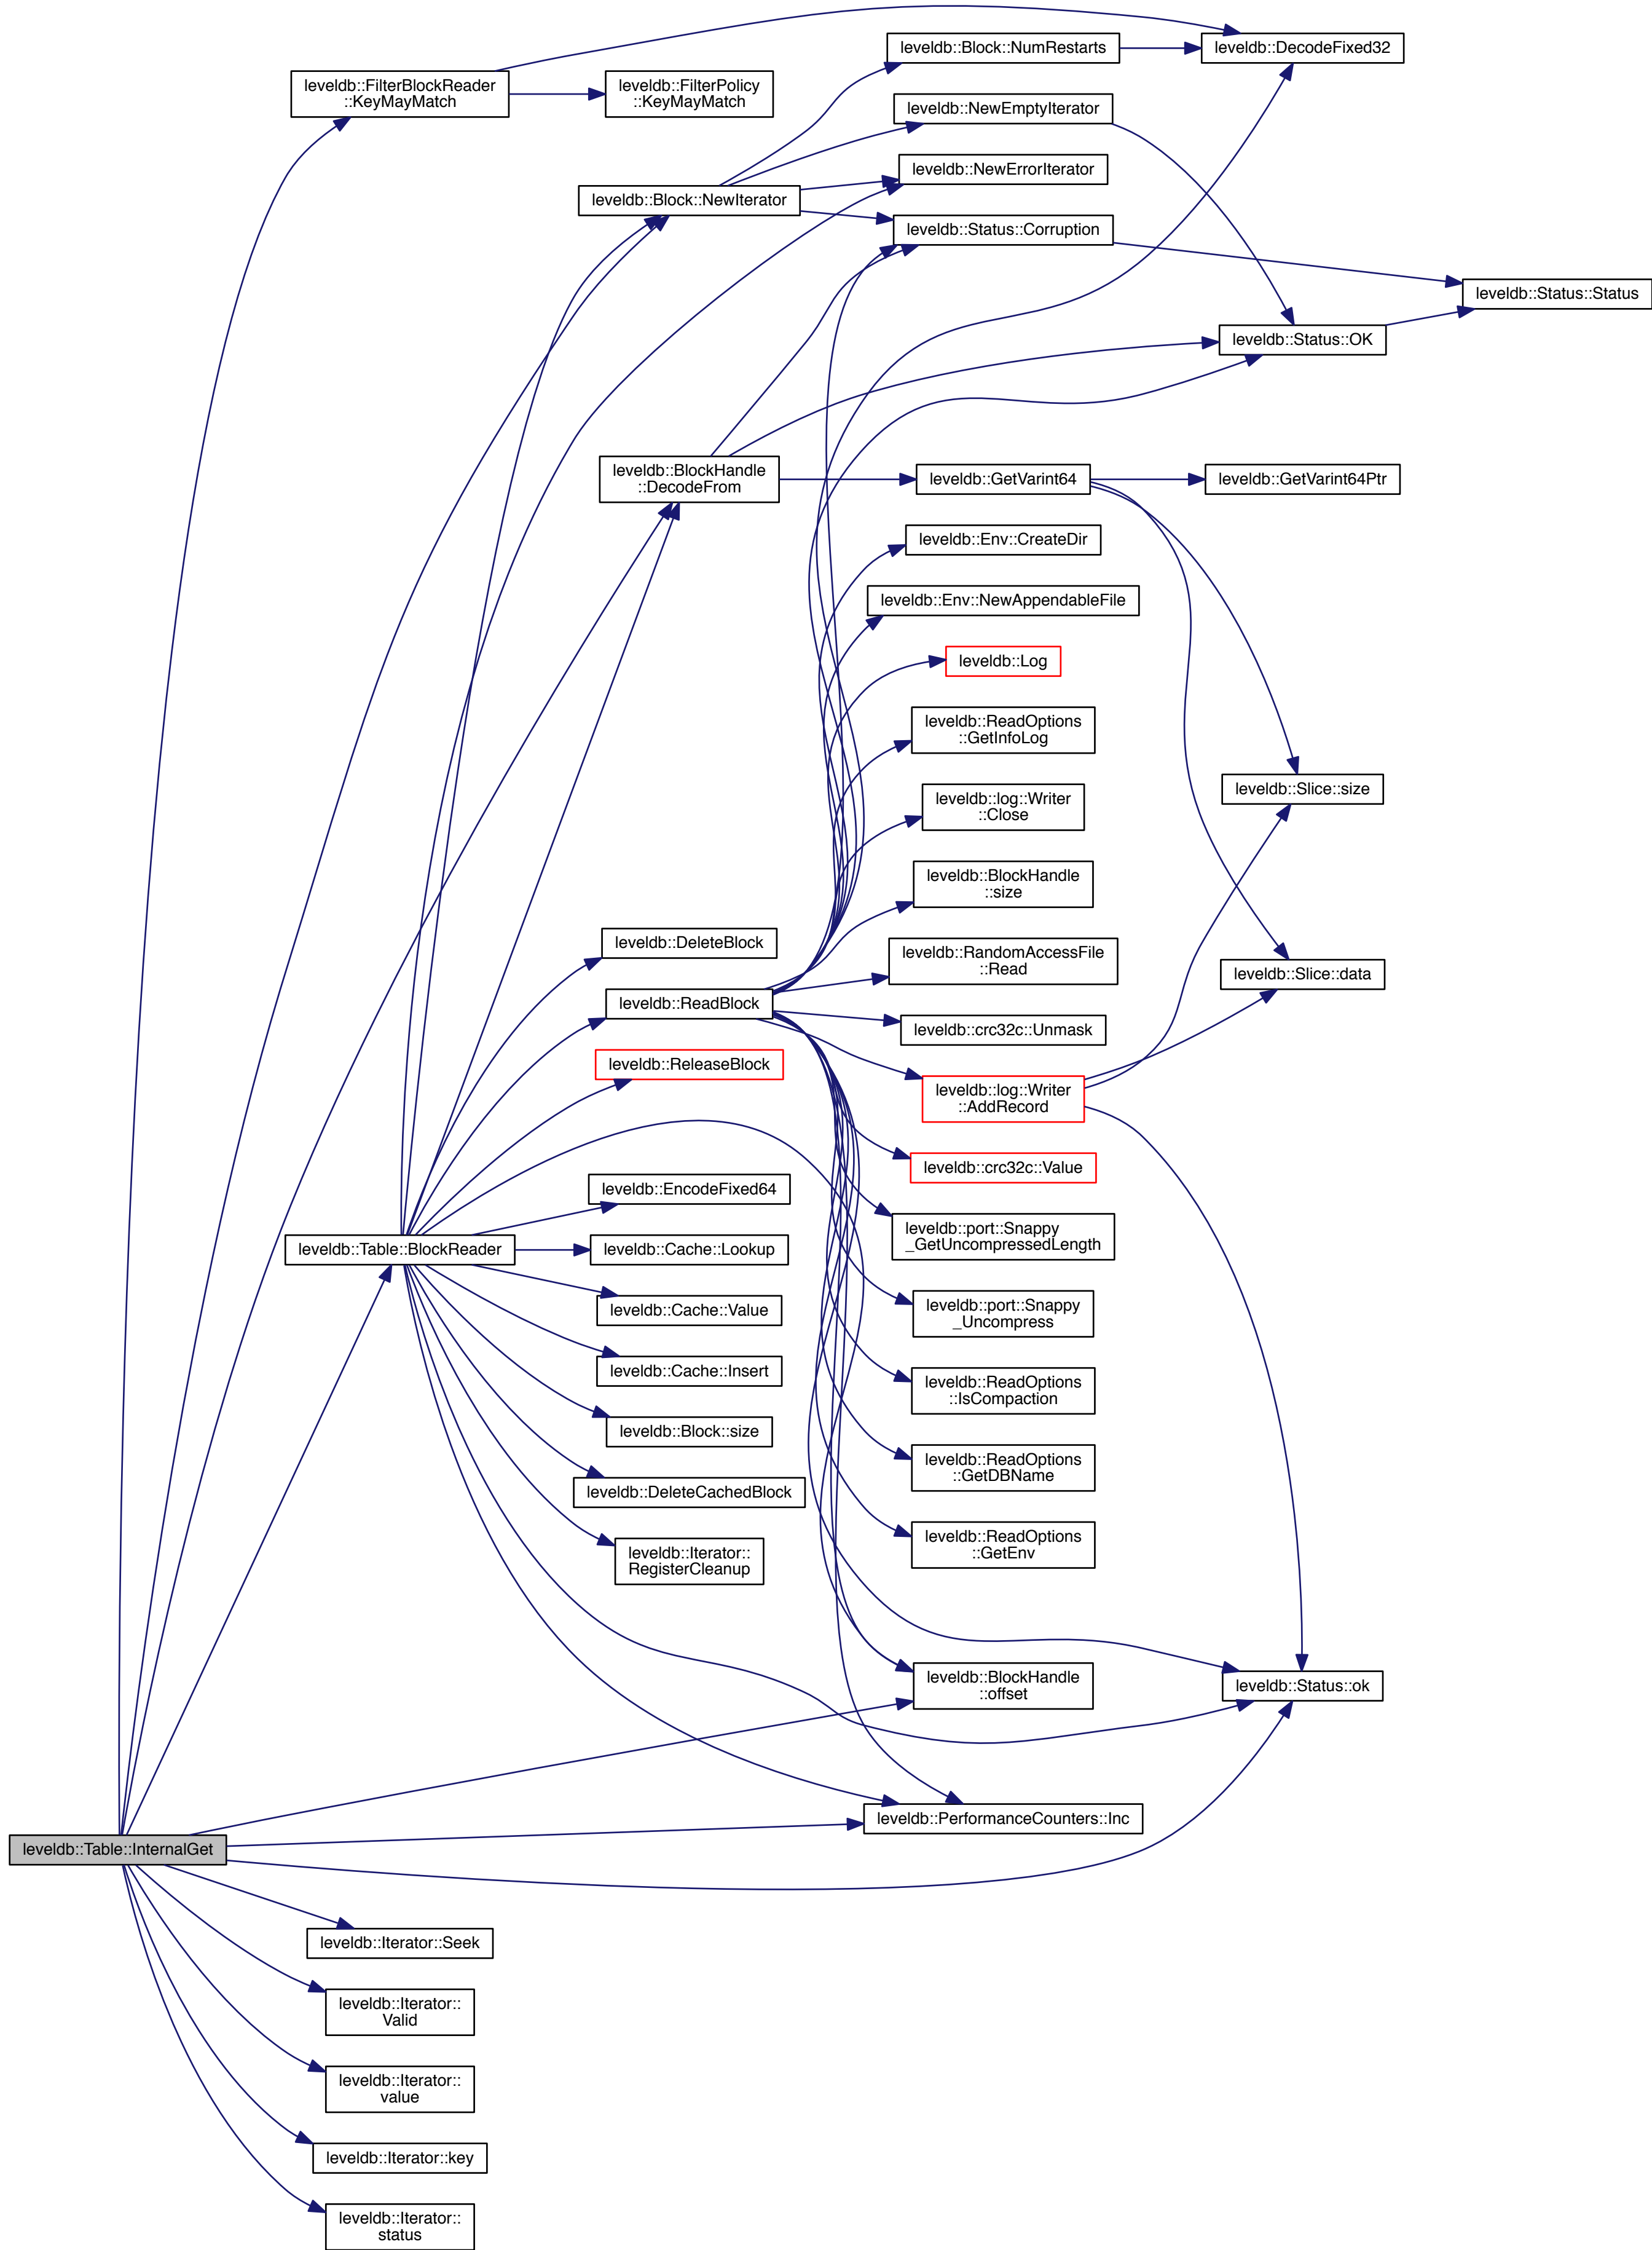 leveldb::Block::NumRestarts
leveldb::DecodeFixed32
leveldb::FilterBlockReader
::KeyMayMatch
leveldb::FilterPolicy
::KeyMayMatch
leveldb::NewEmptyIterator
leveldb::NewErrorIterator
leveldb::Block::NewIterator
leveldb::Status::Corruption
leveldb::Status::Status
leveldb::Status::OK
leveldb::BlockHandle
::DecodeFrom
leveldb::GetVarint64
leveldb::GetVarint64Ptr
leveldb::Env::CreateDir
leveldb::Env::NewAppendableFile
leveldb::Log
leveldb::ReadOptions
::GetInfoLog
leveldb::Slice::size
leveldb::log::Writer
::Close
leveldb::BlockHandle
::size
leveldb::DeleteBlock
leveldb::RandomAccessFile
::Read
leveldb::Slice::data
leveldb::ReadBlock
leveldb::crc32c::Unmask
leveldb::ReleaseBlock
leveldb::log::Writer
::AddRecord
leveldb::crc32c::Value
leveldb::EncodeFixed64
leveldb::port::Snappy
_GetUncompressedLength
leveldb::Table::BlockReader
leveldb::Cache::Lookup
leveldb::Cache::Value
leveldb::port::Snappy
_Uncompress
leveldb::Cache::Insert
leveldb::ReadOptions
::IsCompaction
leveldb::Block::size
leveldb::ReadOptions
::GetDBName
leveldb::DeleteCachedBlock
leveldb::ReadOptions
::GetEnv
leveldb::Iterator::
RegisterCleanup
leveldb::BlockHandle
::offset
leveldb::Status::ok
leveldb::PerformanceCounters::Inc
leveldb::Table::InternalGet
leveldb::Iterator::Seek
leveldb::Iterator::
Valid
leveldb::Iterator::
value
leveldb::Iterator::key
leveldb::Iterator::
status